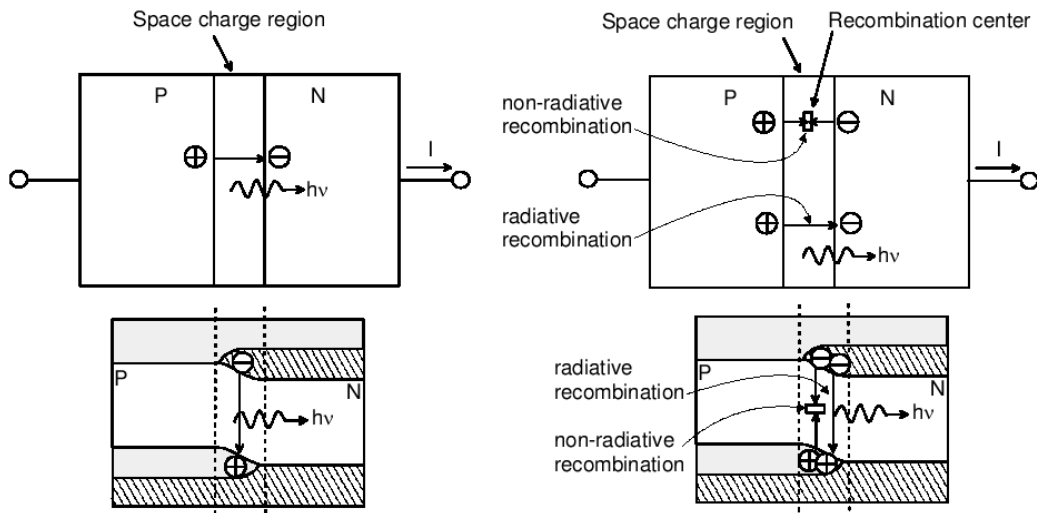 Space charge region
P
N
I
hν
P
N
hν
Space charge region
Recombination center
P
N
non-radiative
recombination
I
radiative
recombination
hν
radiative
recombination
P
N
hν
non-radiative
recombination